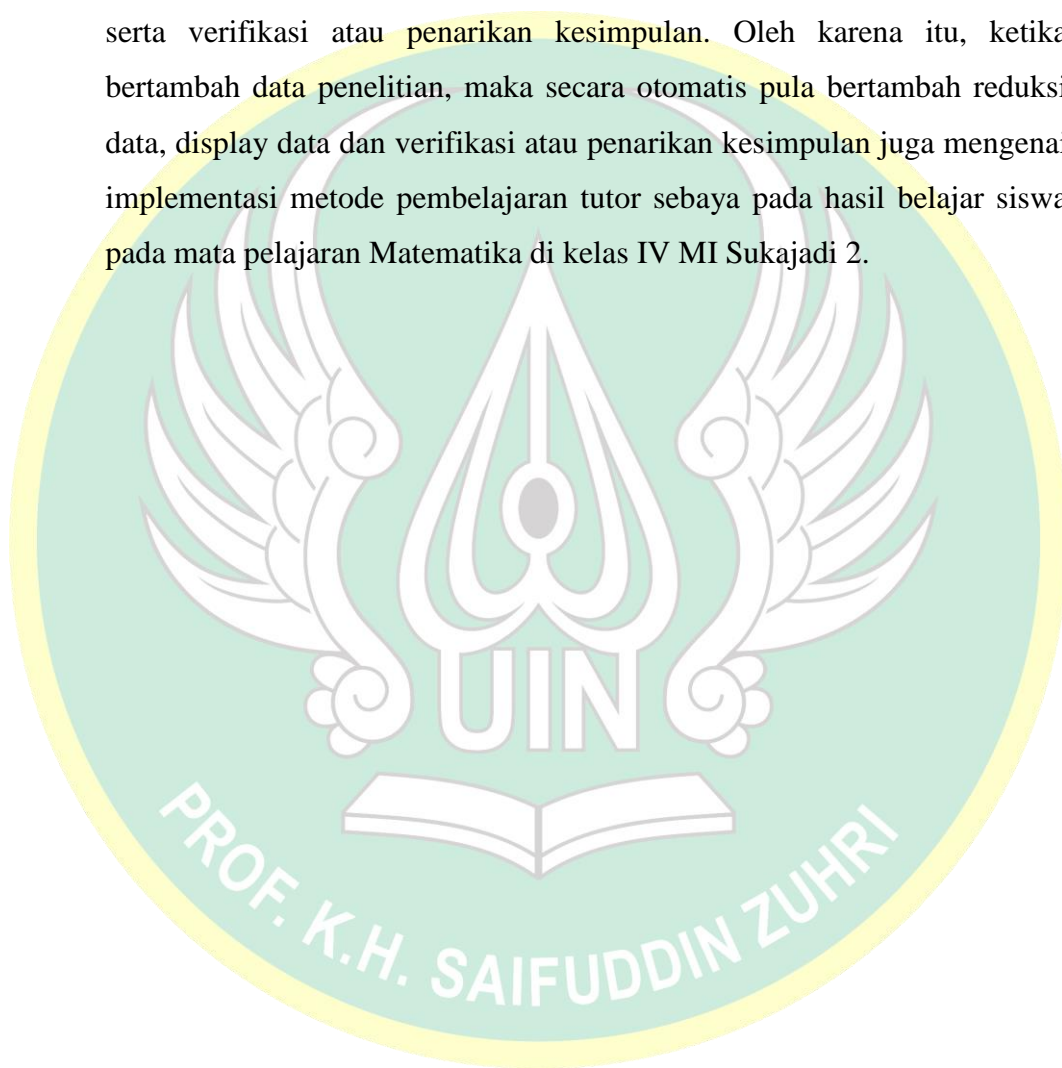 serta verifikasi atau penarikan kesimpulan. Oleh karena itu, ketika
bertambah data penelitian, maka secara otomatis pula bertambah reduksi
data, display data dan verifikasi atau penarikan kesimpulan juga mengenai
implementasi metode pembelajaran tutor sebaya pada hasil belajar siswa
pada mata pelajaran Matematika di kelas IV MI Sukajadi 2.
UIN
PROF. K.H. SAIFUDDIN ZUHRI